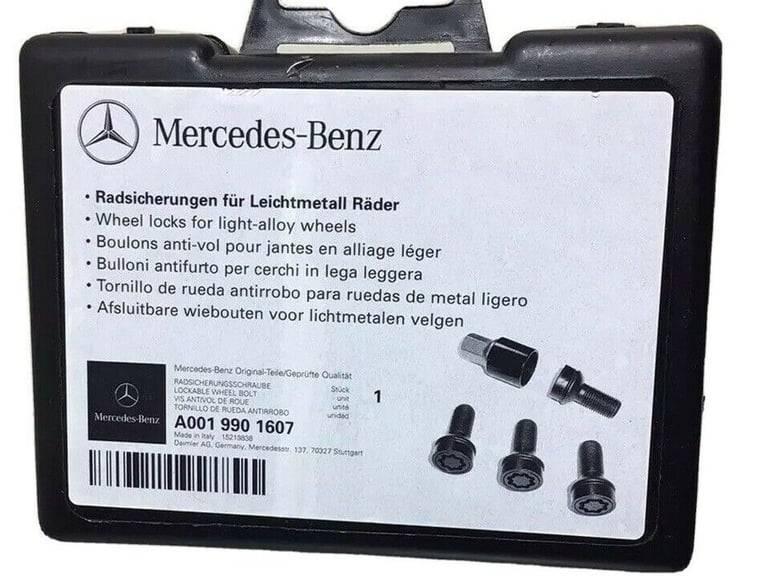 Mercedes-Benz
• Radsicherungen für Leichtmetall Räder
• Wheel locks for light-alloy wheels
• Boulons anti-vol pour jantes en alliage léger
• Bulloni antifurto per cerchi in lega leggera
• Tornillo de rueda antirrobo para ruedas de metal ligero
• Afsluitbare wiebouten voor lichtmetalen velgen
Mercedes-Benz
Mercedes-Benz Original-Teile/Geprüfte Qualität
RADSICHERUNGSSCHRAUBE Stück
LOCKABLE WHEEL BOLT unit 1
VIS ANTIVOL DE ROUE unité
TORNILLO DE RUEDA ANTIRROBO unidad
A001 990 1607
Made in Italy 15219838
Daimler AG, Germany, Mercedesstr. 137, 70327 Stuttgart